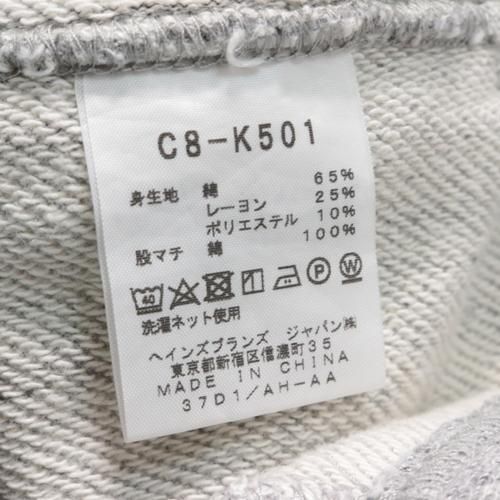 C8-K501
身生地 綿 65%
レーヨン 25%
ポリエステル 10%
股マチ 綿 100%
40 P W
洗濯ネット使用
ヘインズブランズ ジャパン㈱
東京都新宿区信濃町35
MADE IN CHINA
37D1/AH-AA